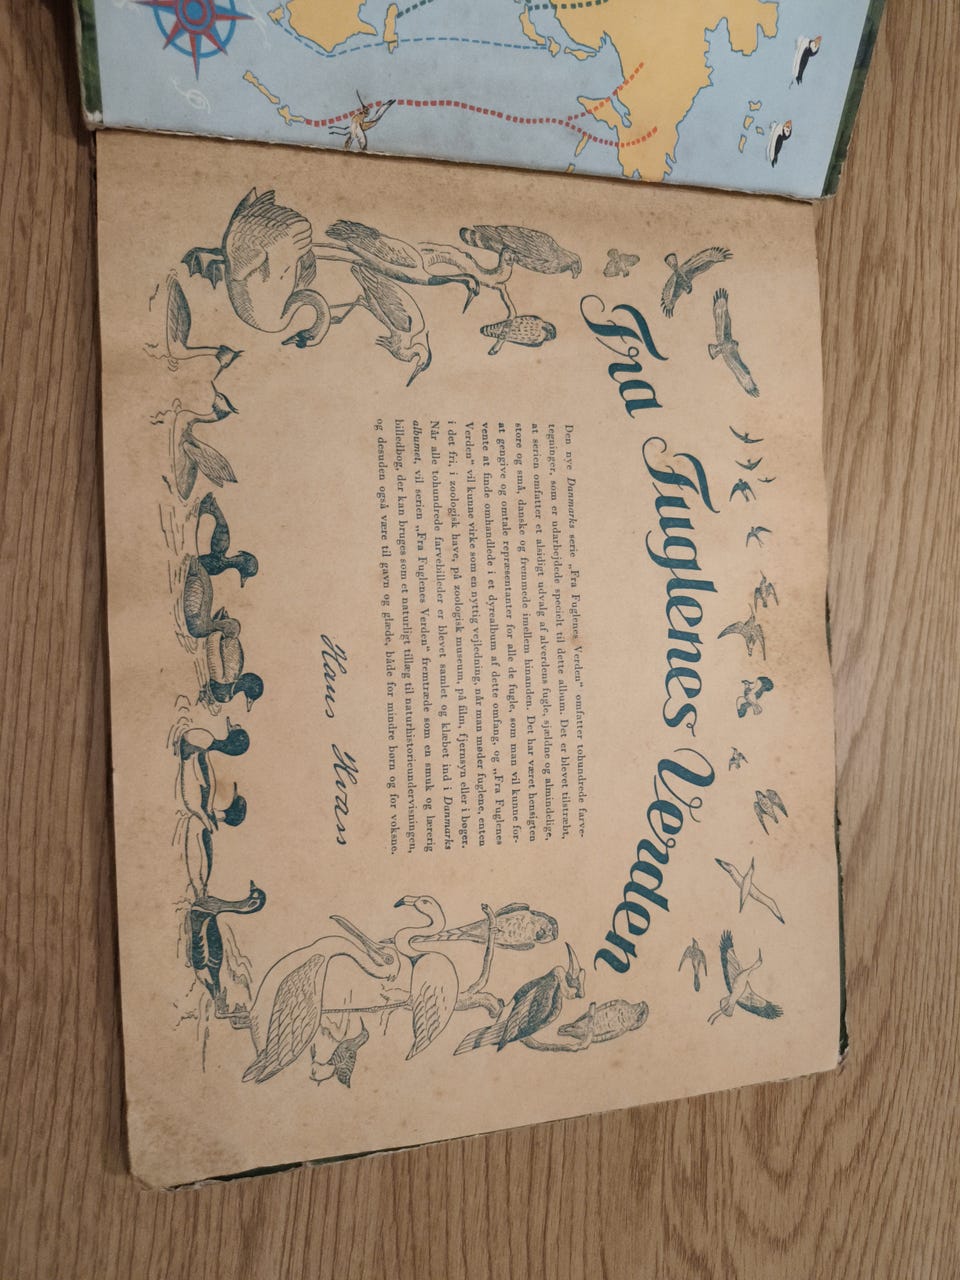 Fra Fuglenes Verden
Den nye Danmarks serie „Fra Fuglenes Verden“ omfatter tohundrede farve-
tegninger, som er udarbejdede specielt til dette album. Det er blevet tilstræbt,
at serien omfatter et alsidigt udvalg af alverdens fugle, sjældne og almindelige,
store og små, danske og fremmede imellem hinanden. Det har været hensigten
at gengive og omtale repræsentanter for alle de fugle, som man vil kunne for-
vente at finde omhandlede i et dyrealbum af dette omfang, og „Fra Fuglenes
Verden“ vil kunne virke som en nyttig vejledning, når man møder fuglene, enten
i det fri, i zoologisk have, på zoologisk museum, på film, fjernsyn eller i bøger.
Når alle tohundrede farvebilleder er blevet samlet og klæbet ind i Danmarks
albumet, vil serien „Fra Fuglenes Verden“ fremtræde som en smuk og lærerig
billedbog, der kan bruges som et naturligt tillæg til naturhistorieundervisningen,
og desuden også være til gavn og glæde, både for mindre børn og for voksne.
Hans Hvass